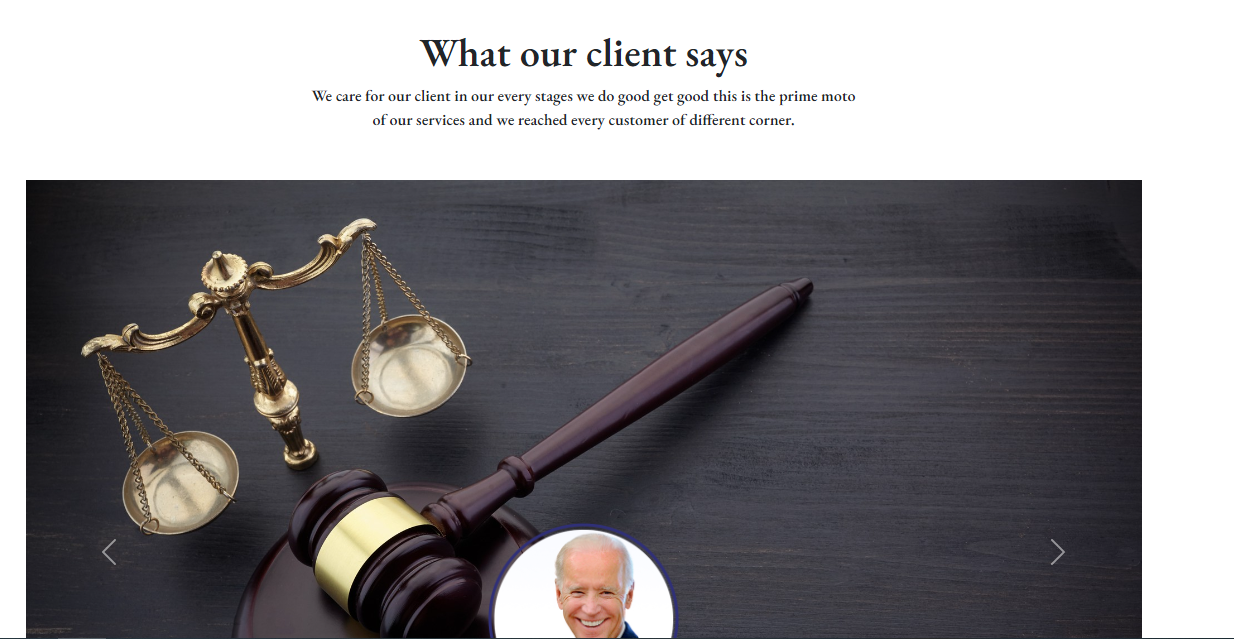 What our client says
We care for our client in our every stages we do good get good this is the prime moto
of our services and we reached every customer of different corner.